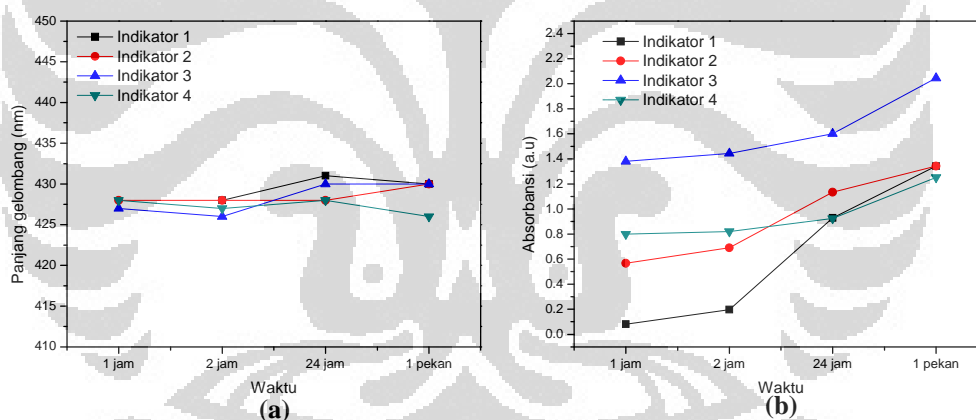 450
445
440
435
430
425
420
415
410
Panjang gelombang (nm)
Indikator 1
Indikator 2
Indikator 3
Indikator 4
1 jam
2 jam
24 jam
1 pekan
Waktu
(a)
2.4
2.2
2.0
1.8
1.6
1.4
1.2
1.0
0.8
0.6
0.4
0.2
0.0
Absorbansi (a.u)
Indikator 1
Indikator 2
Indikator 3
Indikator 4
1 jam
2 jam
24 jam
1 pekan
Waktu
(b)